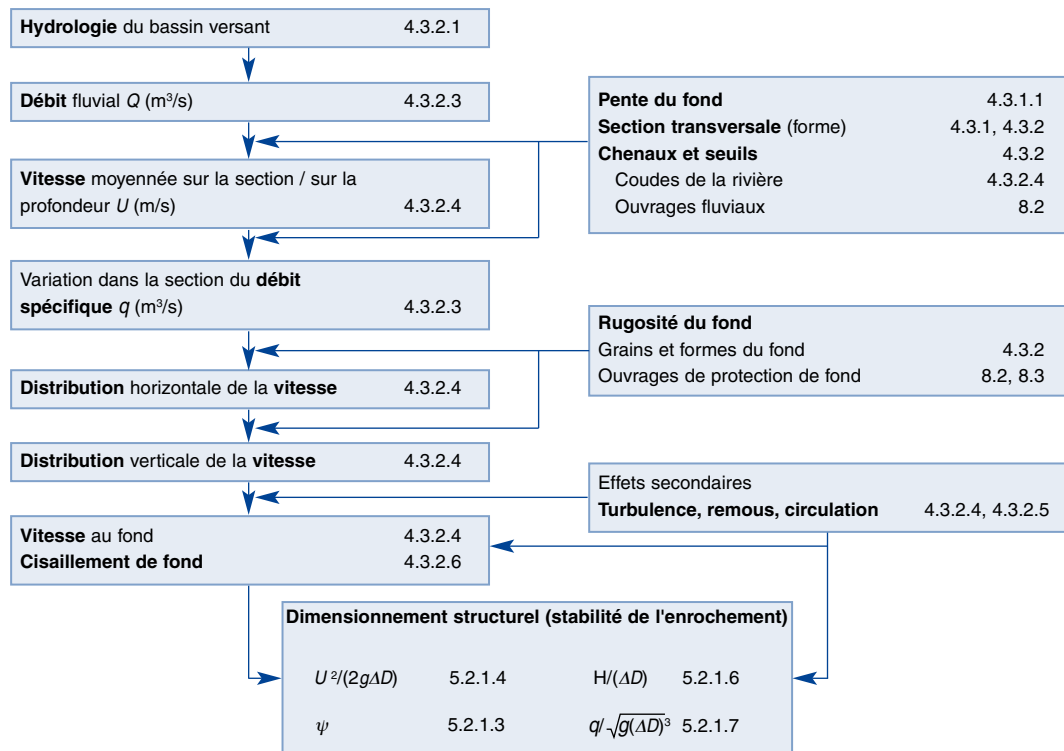 Hydrologie du bassin versant 4.3.2.1
Débit fluvial Q (m³/s) 4.3.2.3
Vitesse moyennée sur la section / sur la
profondeur U (m/s) 4.3.2.4
Variation dans la section du débit
spécifique q (m³/s) 4.3.2.3
Distribution horizontale de la vitesse 4.3.2.4
Distribution verticale de la vitesse 4.3.2.4
Vitesse au fond 4.3.2.4
Cisaillement de fond 4.3.2.6
Pente du fond 4.3.1.1
Section transversale (forme) 4.3.1, 4.3.2
Chenaux et seuils 4.3.2
Coudes de la rivière 4.3.2.4
Ouvrages fluviaux 8.2
Rugosité du fond
Grains et formes du fond 4.3.2
Ouvrages de protection de fond 8.2, 8.3
Effets secondaires
Turbulence, remous, circulation 4.3.2.4, 4.3.2.5
Dimensionnement structurel (stabilité de l'enrochement)
U²/(2gΔD) 5.2.1.4 H/(ΔD) 5.2.1.6
ψ 5.2.1.3 q/√g(ΔD)³ 5.2.1.7